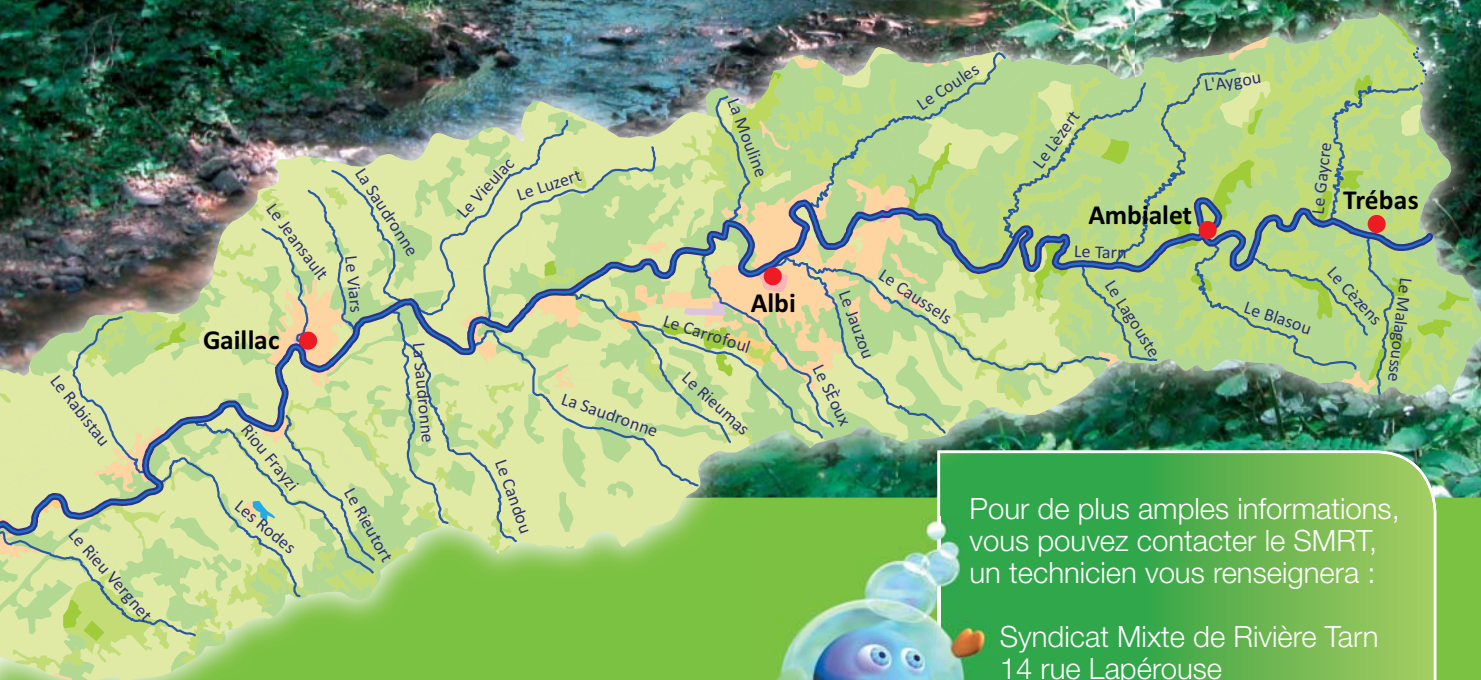 Le Coules
La Mouline
L'Aygou
Le Lèzert
Le Gaycre
Trébas
Ambialet
Le Tarn
Le Vieulac
Le Luzert
La Saudronne
Le Jeansault
Le Viars
Gaillac
Albi
Le Caussels
Le Jauzou
Le Lagouste
Le Blasou
Le Cèzens
Le Malagousse
Le Carrofoul
Le SÈoux
Le Rieumas
La Saudronne
La Saudronne
Le Candou
Le Rabistau
Riou Frayzi
Le Rieutort
Les Rodes
Le Rieu Vergnet
Pour de plus amples informations,
vous pouvez contacter le SMRT,
un technicien vous renseignera :
Syndicat Mixte de Rivière Tarn
14 rue Lapérouse